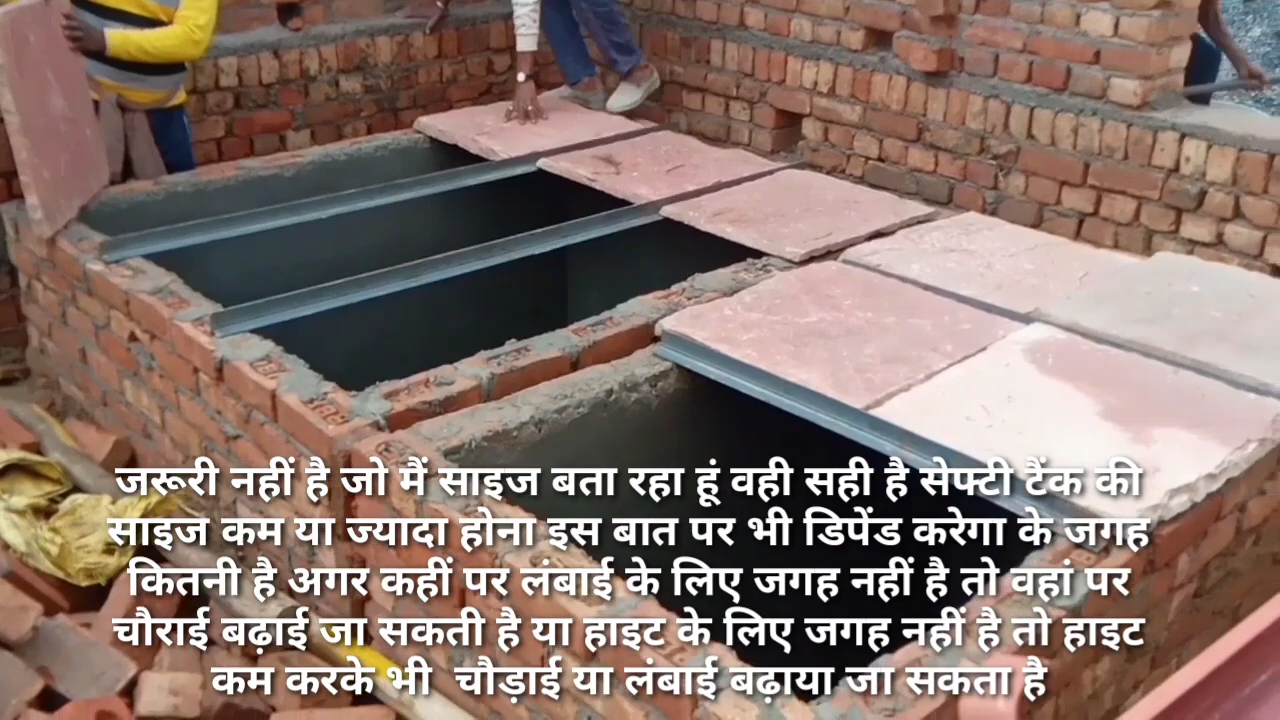 जरूरी नहीं है जो मैं साइज बता रहा हूं वही सही है सेफ्टी टैंक की
साइज कम या ज्यादा होना इस बात पर भी डिपेंड करेगा के जगह
कितनी है अगर कहीं पर लंबाई के लिए जगह नहीं है तो वहां पर
चौराई बढ़ाई जा सकती है या हाइट के लिए जगह नहीं है तो हाइट
कम करके भी चौड़ाई या लंबाई बढ़ाया जा सकता है